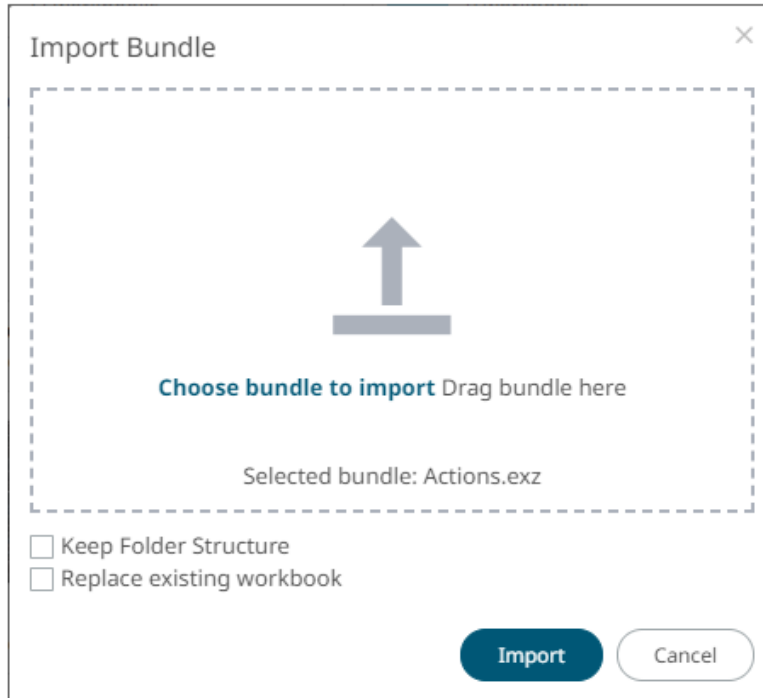 Import Bundle
Choose bundle to import Drag bundle here
Selected bundle: Actions.exz
Keep Folder Structure
Replace existing workbook
Import Cancel